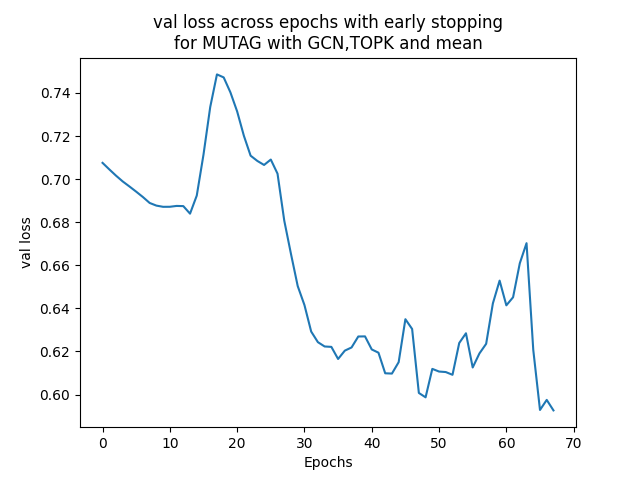 val loss across epochs with early stopping
for MUTAG with GCN,TOPK and mean
0.74
0.72
0.70
0.68
0.66
0.64
0.62
0.60
val loss
0 10 20 30 40 50 60 70
Epochs